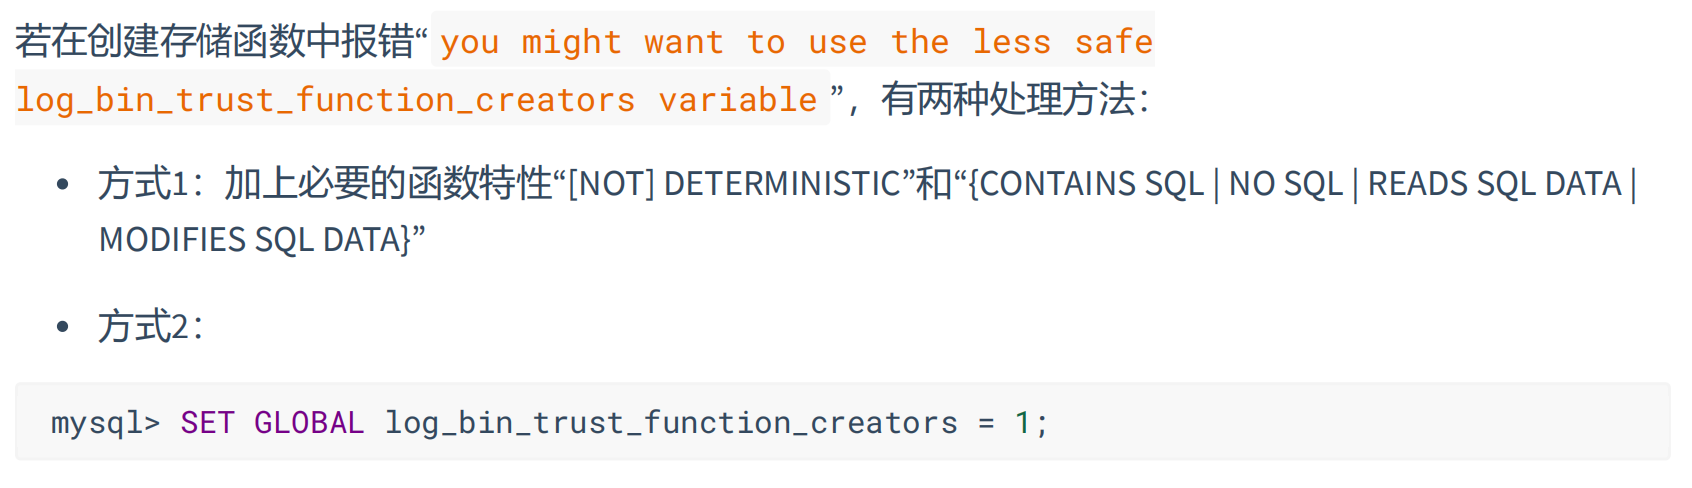 若在创建存储函数中报错“ you might want to use the less safe
log_bin_trust_function_creators variable ”，有两种处理方法：
• 方式1：加上必要的函数特性“[NOT] DETERMINISTIC”和“{CONTAINS SQL | NO SQL | READS SQL DATA |
MODIFIES SQL DATA}”
• 方式2：
mysql> SET GLOBAL log_bin_trust_function_creators = 1;